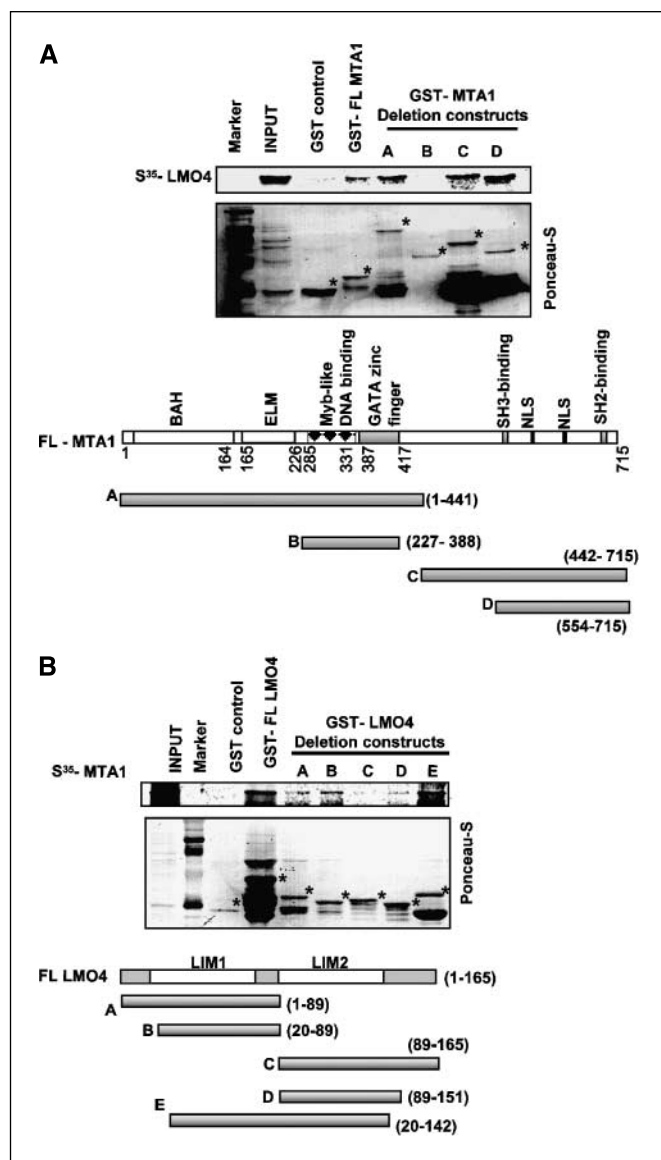 A
Marker
INPUT
GST control
GST- FL MTA1
GST- MTA1
Deletion constructs
A B C D
S35- LMO4
* * * * * *
Ponceau-S
BAH
ELM
Myb-like
DNA binding
GATA zinc
finger
SH3-binding
NLS
NLS
SH2-binding
FL - MTA1
1 164 165 226 285 331 387 417 715
A (1-441)
B (227- 388)
C (442- 715)
D (554-715)
B
INPUT
Marker
GST control
GST- FL LMO4
GST- LMO4
Deletion constructs
A B C D E
S35- MTA1
* * * * * * *
Ponceau-S
FL LMO4 LIM1 LIM2 (1-165)
A (1-89)
B (20-89)
C (89-165)
D (89-151)
E (20-142)